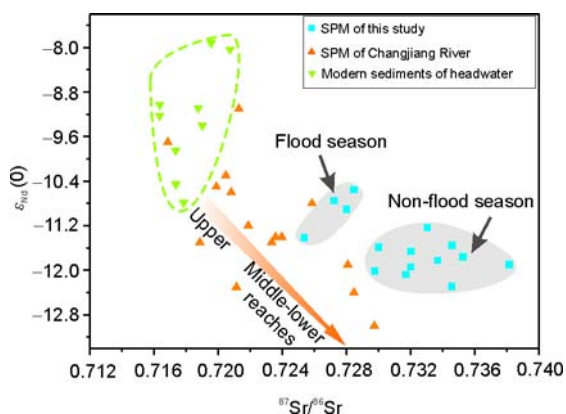 SPM of this study
SPM of Changjiang River
Modern sediments of headwater
Flood season
Non-flood season
Upper
Middle-lower
reaches
εNd(0)
−8.0
−8.8
−9.6
−10.4
−11.2
−12.0
−12.8
0.712
0.716
0.720
0.724
0.728
0.732
0.736
0.740
⁸⁷Sr/⁸⁶Sr